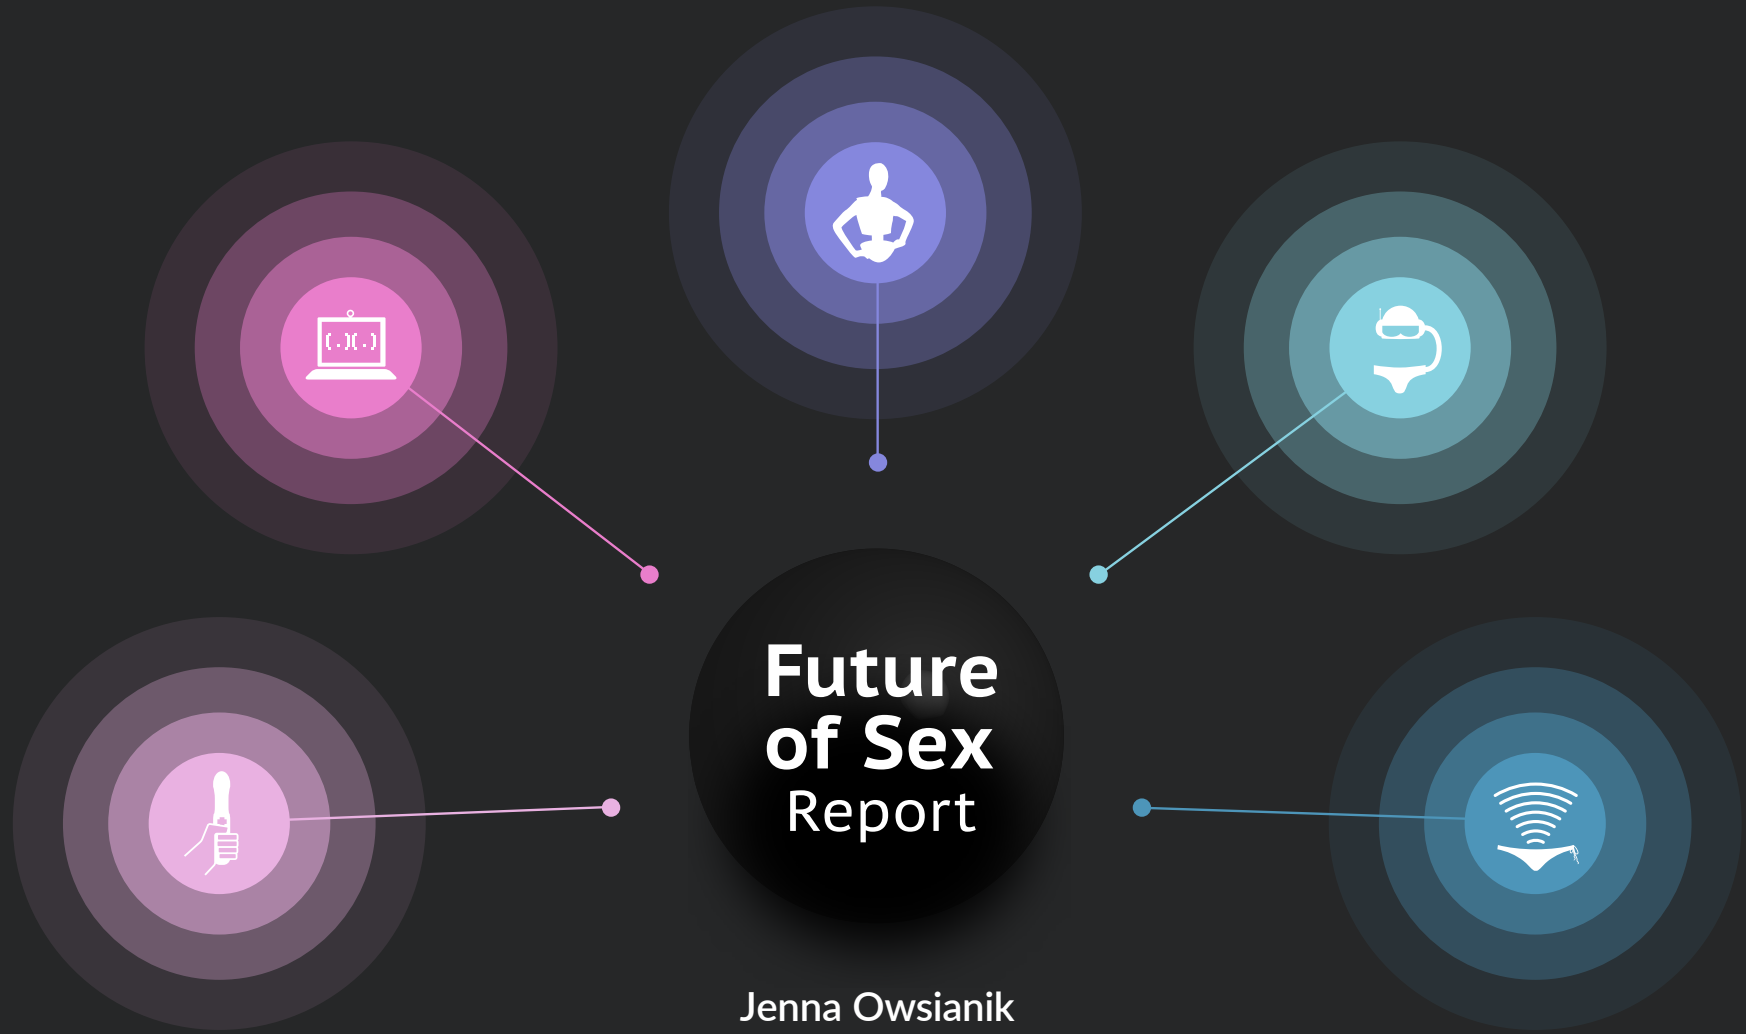 (.)(.)
Future
of Sex
Report
Jenna Owsianik